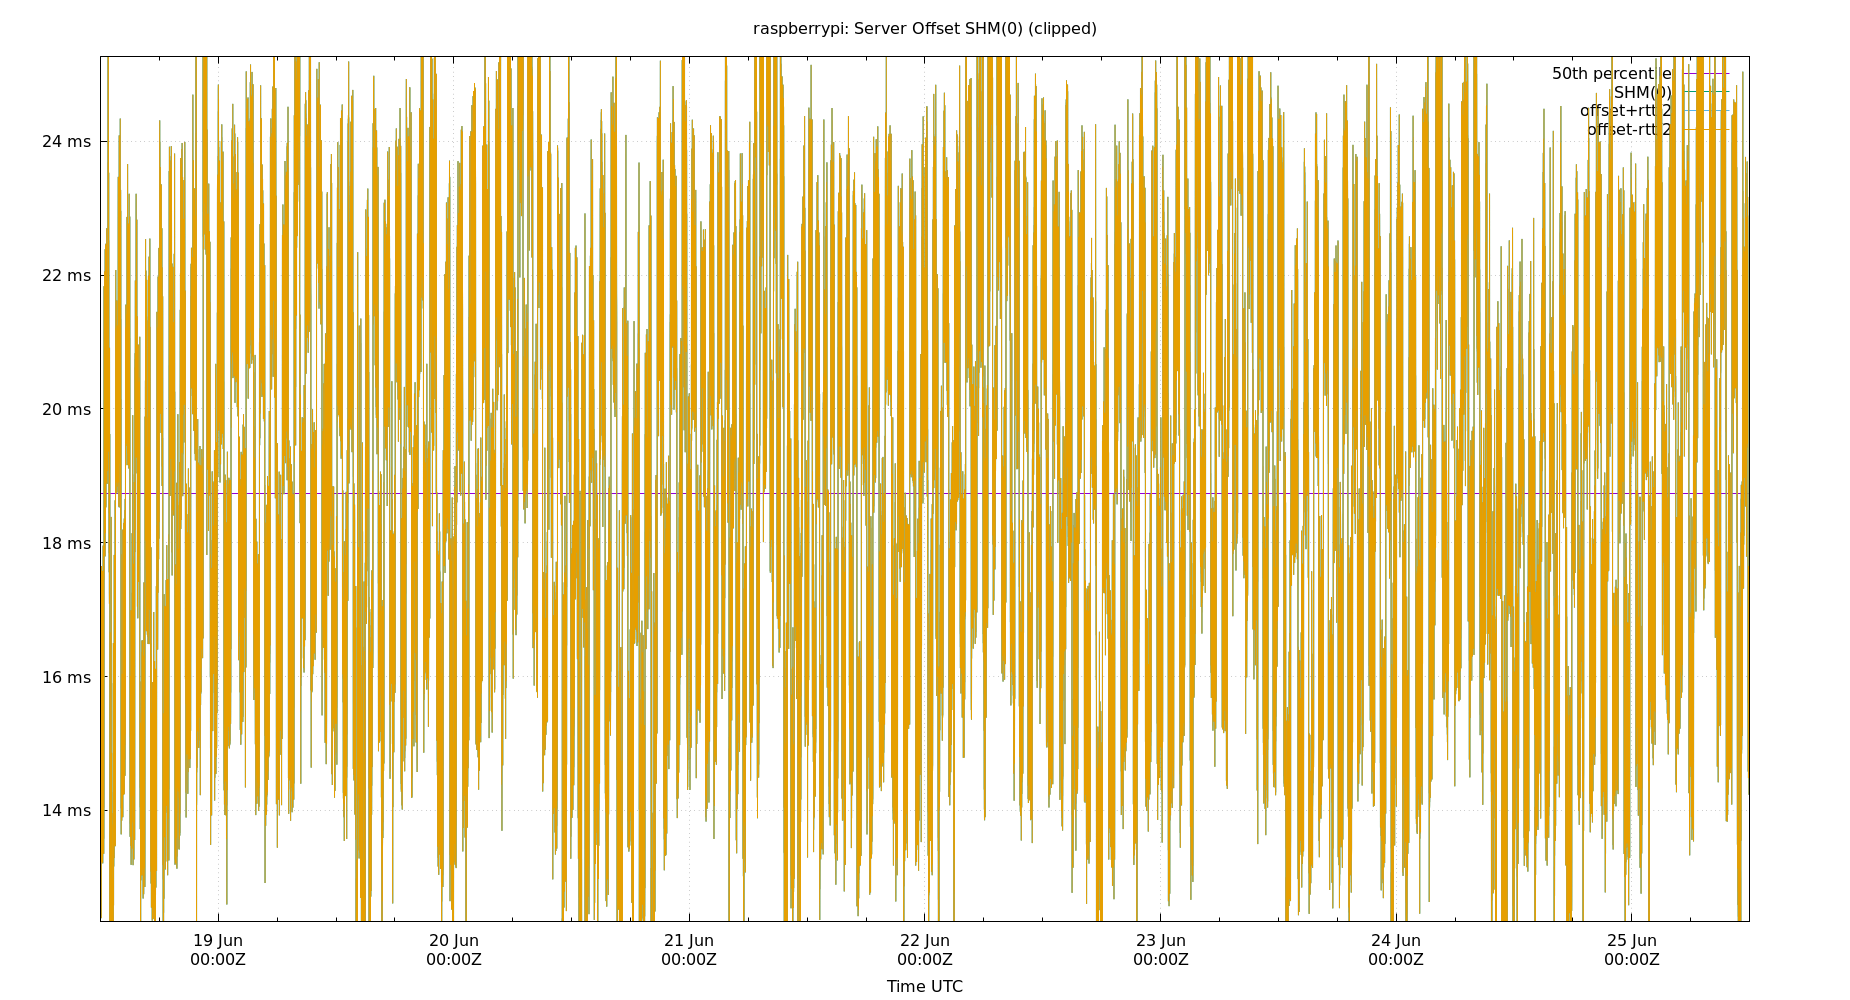 raspberrypi: Server Offset SHM(0) (clipped)
50th percentile
SHM(0)
offset+rtt/2
offset-rtt/2
24 ms
22 ms
20 ms
18 ms
16 ms
14 ms
19 Jun 20 Jun 21 Jun 22 Jun 23 Jun 24 Jun 25 Jun
00:00Z 00:00Z 00:00Z 00:00Z 00:00Z 00:00Z 00:00Z
Time UTC